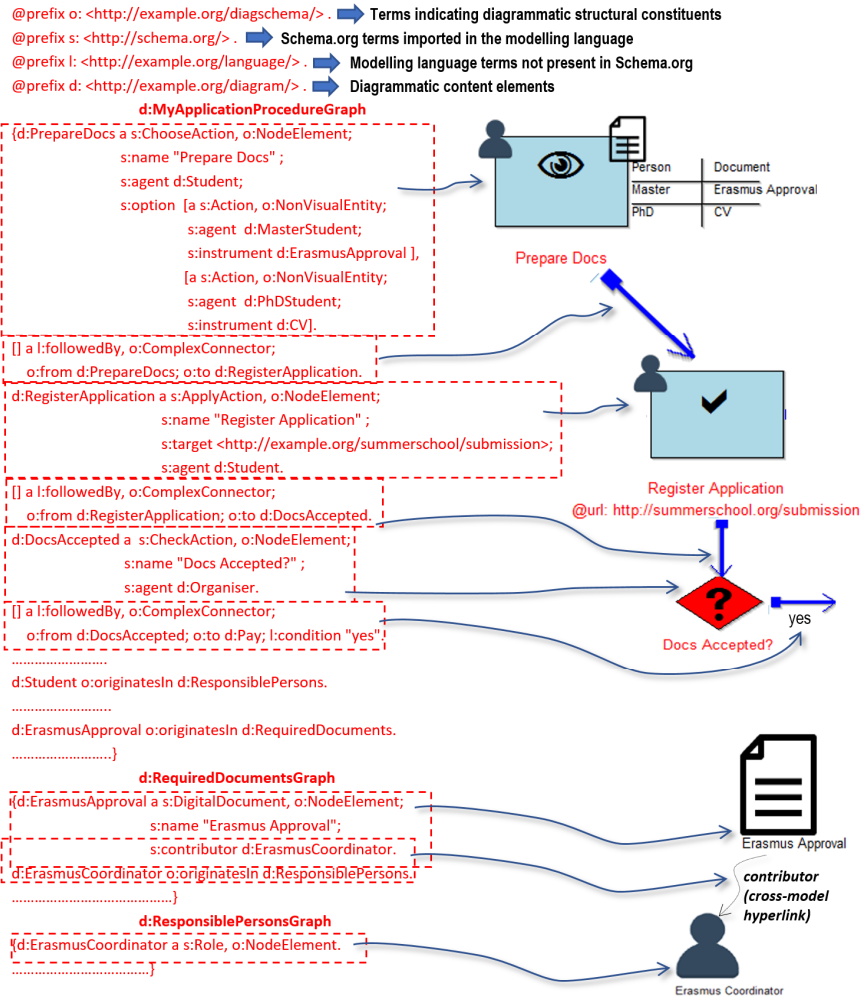 @prefix o: <http://example.org/diagschema/> . Terms indicating diagrammatic structural constituents
@prefix s: <http://schema.org/> . Schema.org terms imported in the modelling language
@prefix l: <http://example.org/language/> . Modelling language terms not present in Schema.org
@prefix d: <http://example.org/diagram/> . Diagrammatic content elements
d:MyApplicationProcedureGraph
{d:PrepareDocs a s:ChooseAction, o:NodeElement;
s:name "Prepare Docs" ;
s:agent d:Student;
s:option [a s:Action, o:NonVisualEntity;
s:agent d:MasterStudent;
s:instrument d:ErasmusApproval ],
[a s:Action, o:NonVisualEntity;
s:agent d:PhDStudent;
s:instrument d:CV].
Person Document
Master Erasmus Approval
PhD CV
Prepare Docs
[] a l:followedBy, o:ComplexConnector;
o:from d:PrepareDocs; o:to d:RegisterApplication.
d:RegisterApplication a s:ApplyAction, o:NodeElement;
s:name "Register Application" ;
s:target <http://example.org/summerschool/submission>;
s:agent d:Student.
Register Application
@url: http://summerschool.org/submission
[] a l:followedBy, o:ComplexConnector;
o:from d:RegisterApplication; o:to d:DocsAccepted.
d:DocsAccepted a s:CheckAction, o:NodeElement;
s:name "Docs Accepted?" ;
s:agent d:Organiser.
?
yes
Docs Accepted?
[] a l:followedBy, o:ComplexConnector;
o:from d:DocsAccepted; o:to d:Pay; l:condition "yes".
…………………….
d:Student o:originatesIn d:ResponsiblePersons.
……………………..
d:ErasmusApproval o:originatesIn d:RequiredDocuments.
……………………..}
d:RequiredDocumentsGraph
{d:ErasmusApproval a s:DigitalDocument, o:NodeElement;
s:name "Erasmus Approval";
s:contributor d:ErasmusCoordinator.
d:ErasmusCoordinator o:originatesIn d:ResponsiblePersons.
…………………………………}
Erasmus Approval
contributor
(cross-model
hyperlink)
d:ResponsiblePersonsGraph
{d:ErasmusCoordinator a s:Role, o:NodeElement.
………………………………}
Erasmus Coordinator